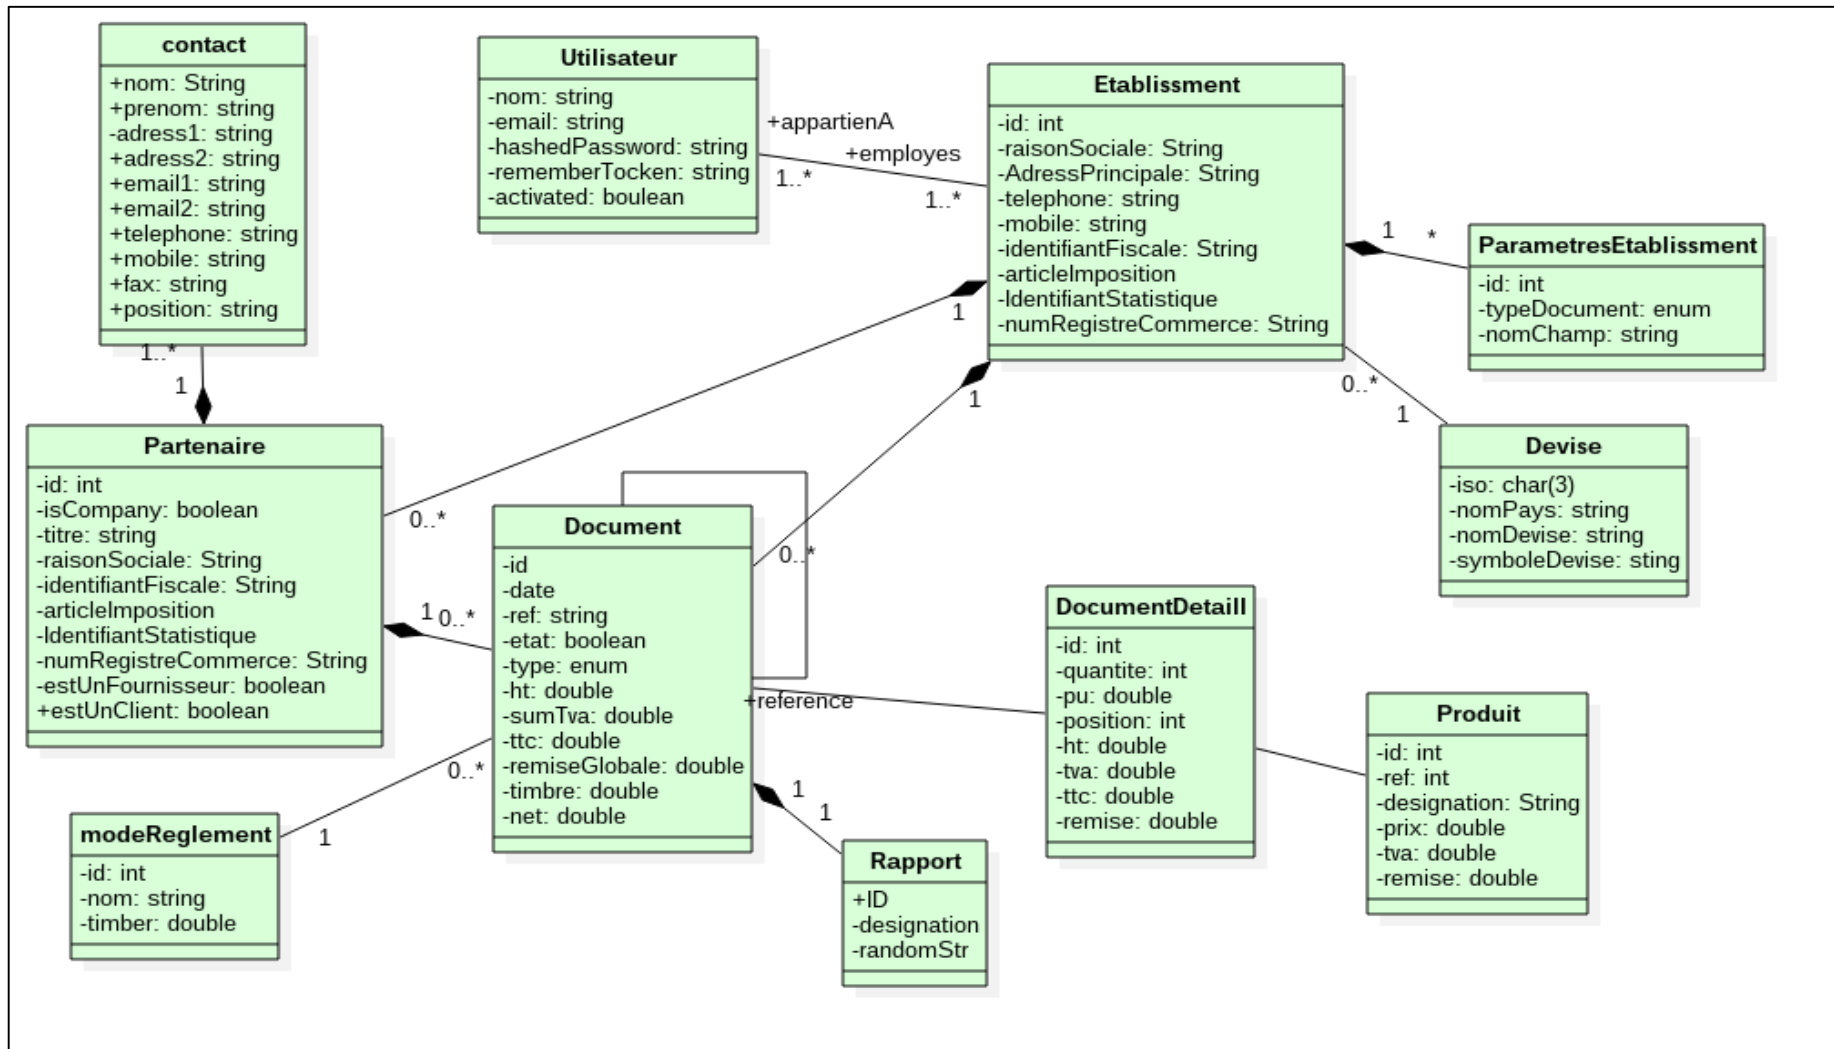 contact
+nom: String
+prenom: string
-adress1: string
+adress2: string
+email1: string
+email2: string
+telephone: string
+mobile: string
+fax: string
+position: string
1..*
1
Utilisateur
-nom: string
-email: string
-hashedPassword: string
-rememberTocken: string
-activated: boulean
+appartienA
+employes
1..*
1..*
Etablissment
-id: int
-raisonSociale: String
-AdressPrincipale: String
-telephone: string
-mobile: string
-identifiantFiscale: String
-articleImposition
-IdentifiantStatistique
-numRegistreCommerce: String
1
*
1
1
0..*
1
ParametresEtablissment
-id: int
-typeDocument: enum
-nomChamp: string
Devise
-iso: char(3)
-nomPays: string
-nomDevise: string
-symboleDevise: sting
Partenaire
-id: int
-isCompany: boolean
-titre: string
-raisonSociale: String
-identifiantFiscale: String
-articleImposition
-IdentifiantStatistique
-numRegistreCommerce: String
-estUnFournisseur: boolean
+estUnClient: boolean
0..*
1
0..*
Document
-id
-date
-ref: string
-etat: boolean
-type: enum
-ht: double
-sumTva: double
-ttc: double
-remiseGlobale: double
-timbre: double
-net: double
0..*
+reference
0..*
1
1
1
DocumentDetaill
-id: int
-quantite: int
-pu: double
-position: int
-ht: double
-tva: double
-ttc: double
-remise: double
Produit
-id: int
-ref: int
-designation: String
-prix: double
-tva: double
-remise: double
modeReglement
-id: int
-nom: string
-timber: double
Rapport
+ID
-designation
-randomStr